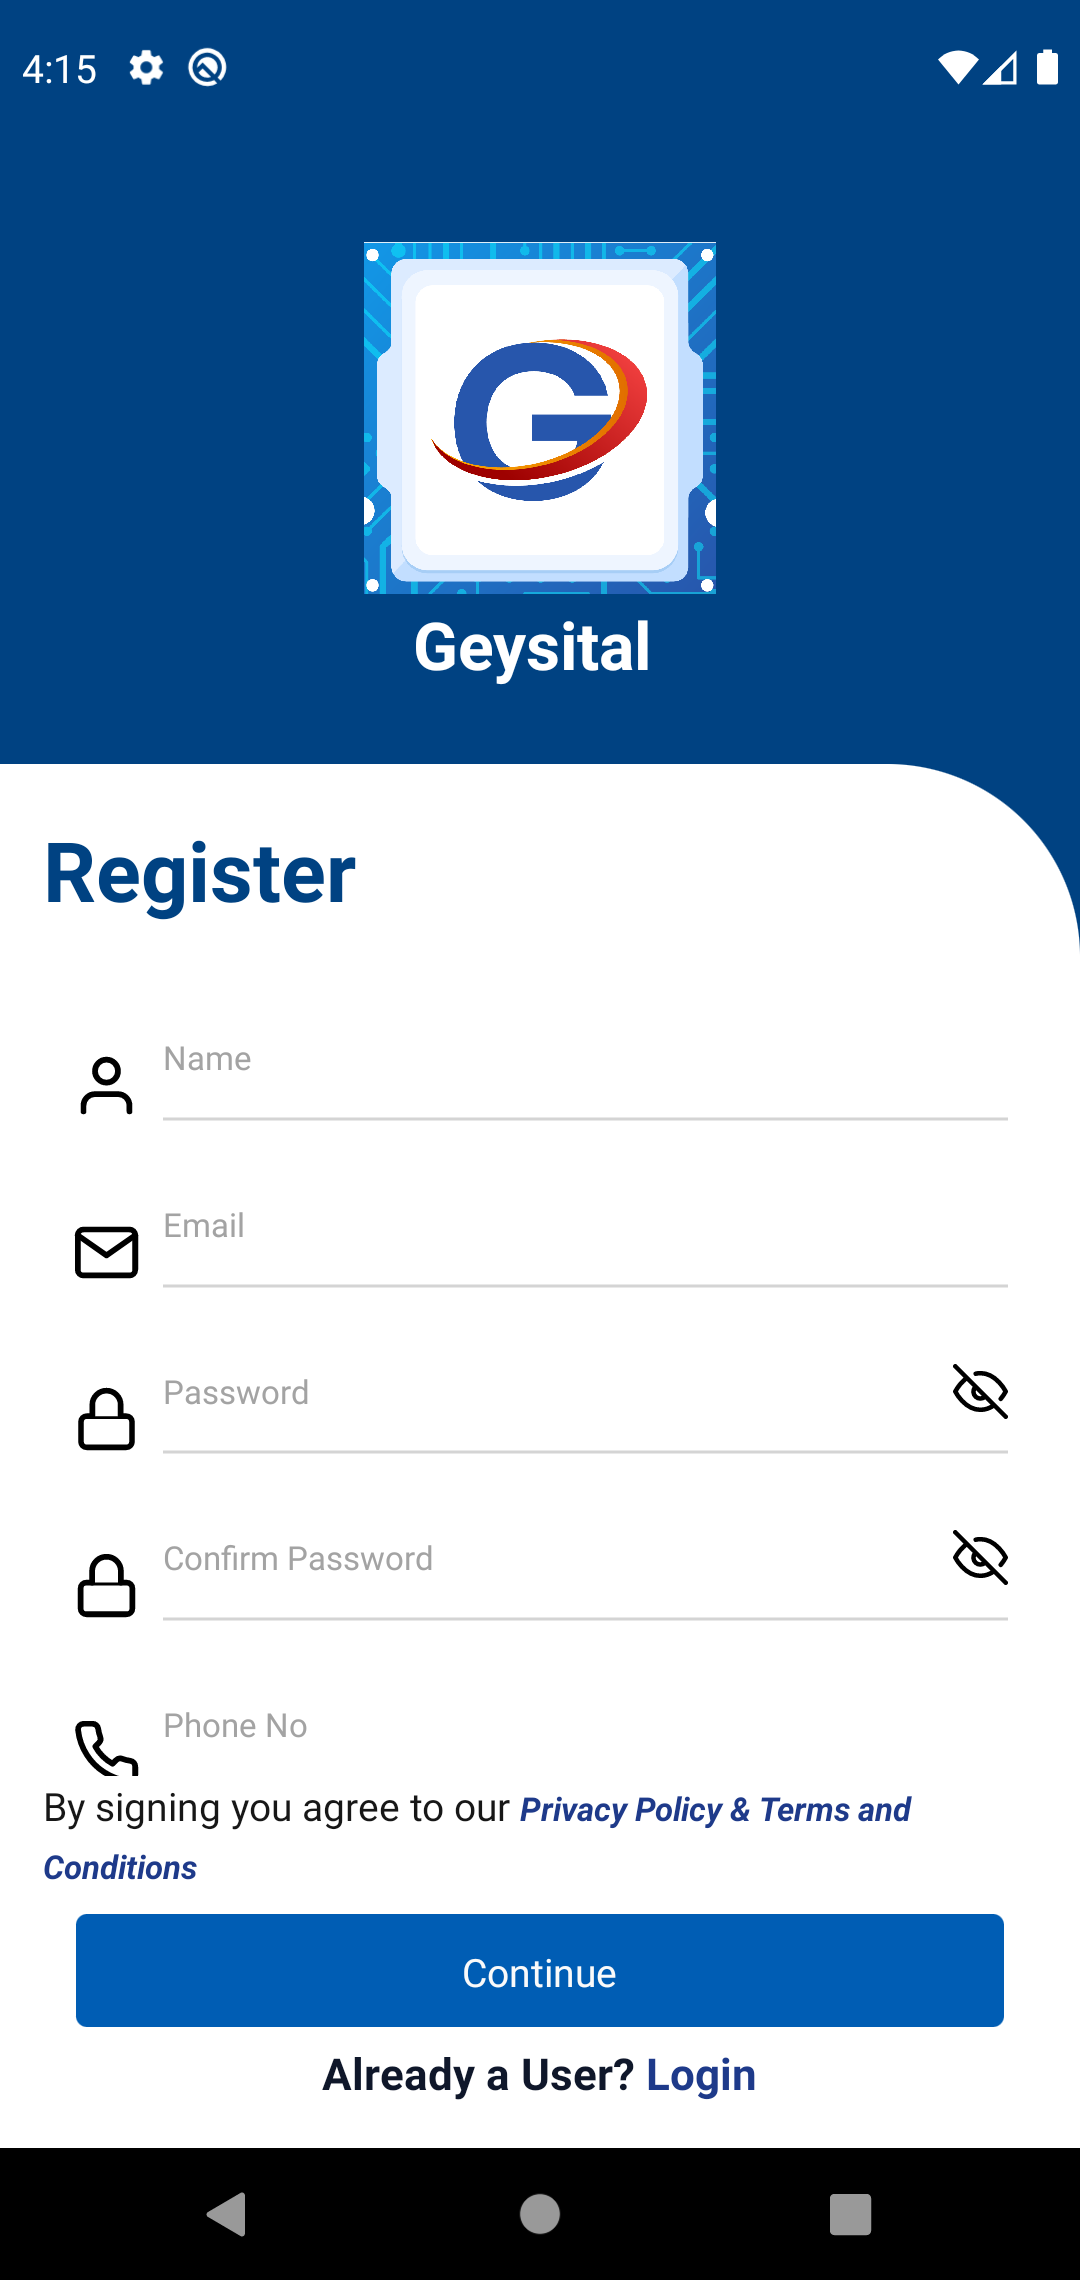 4:15
G
Geysital
Register
Name
Email
Password
Confirm Password
Phone No
By signing you agree to our Privacy Policy & Terms and
Conditions
Continue
Already a User? Login